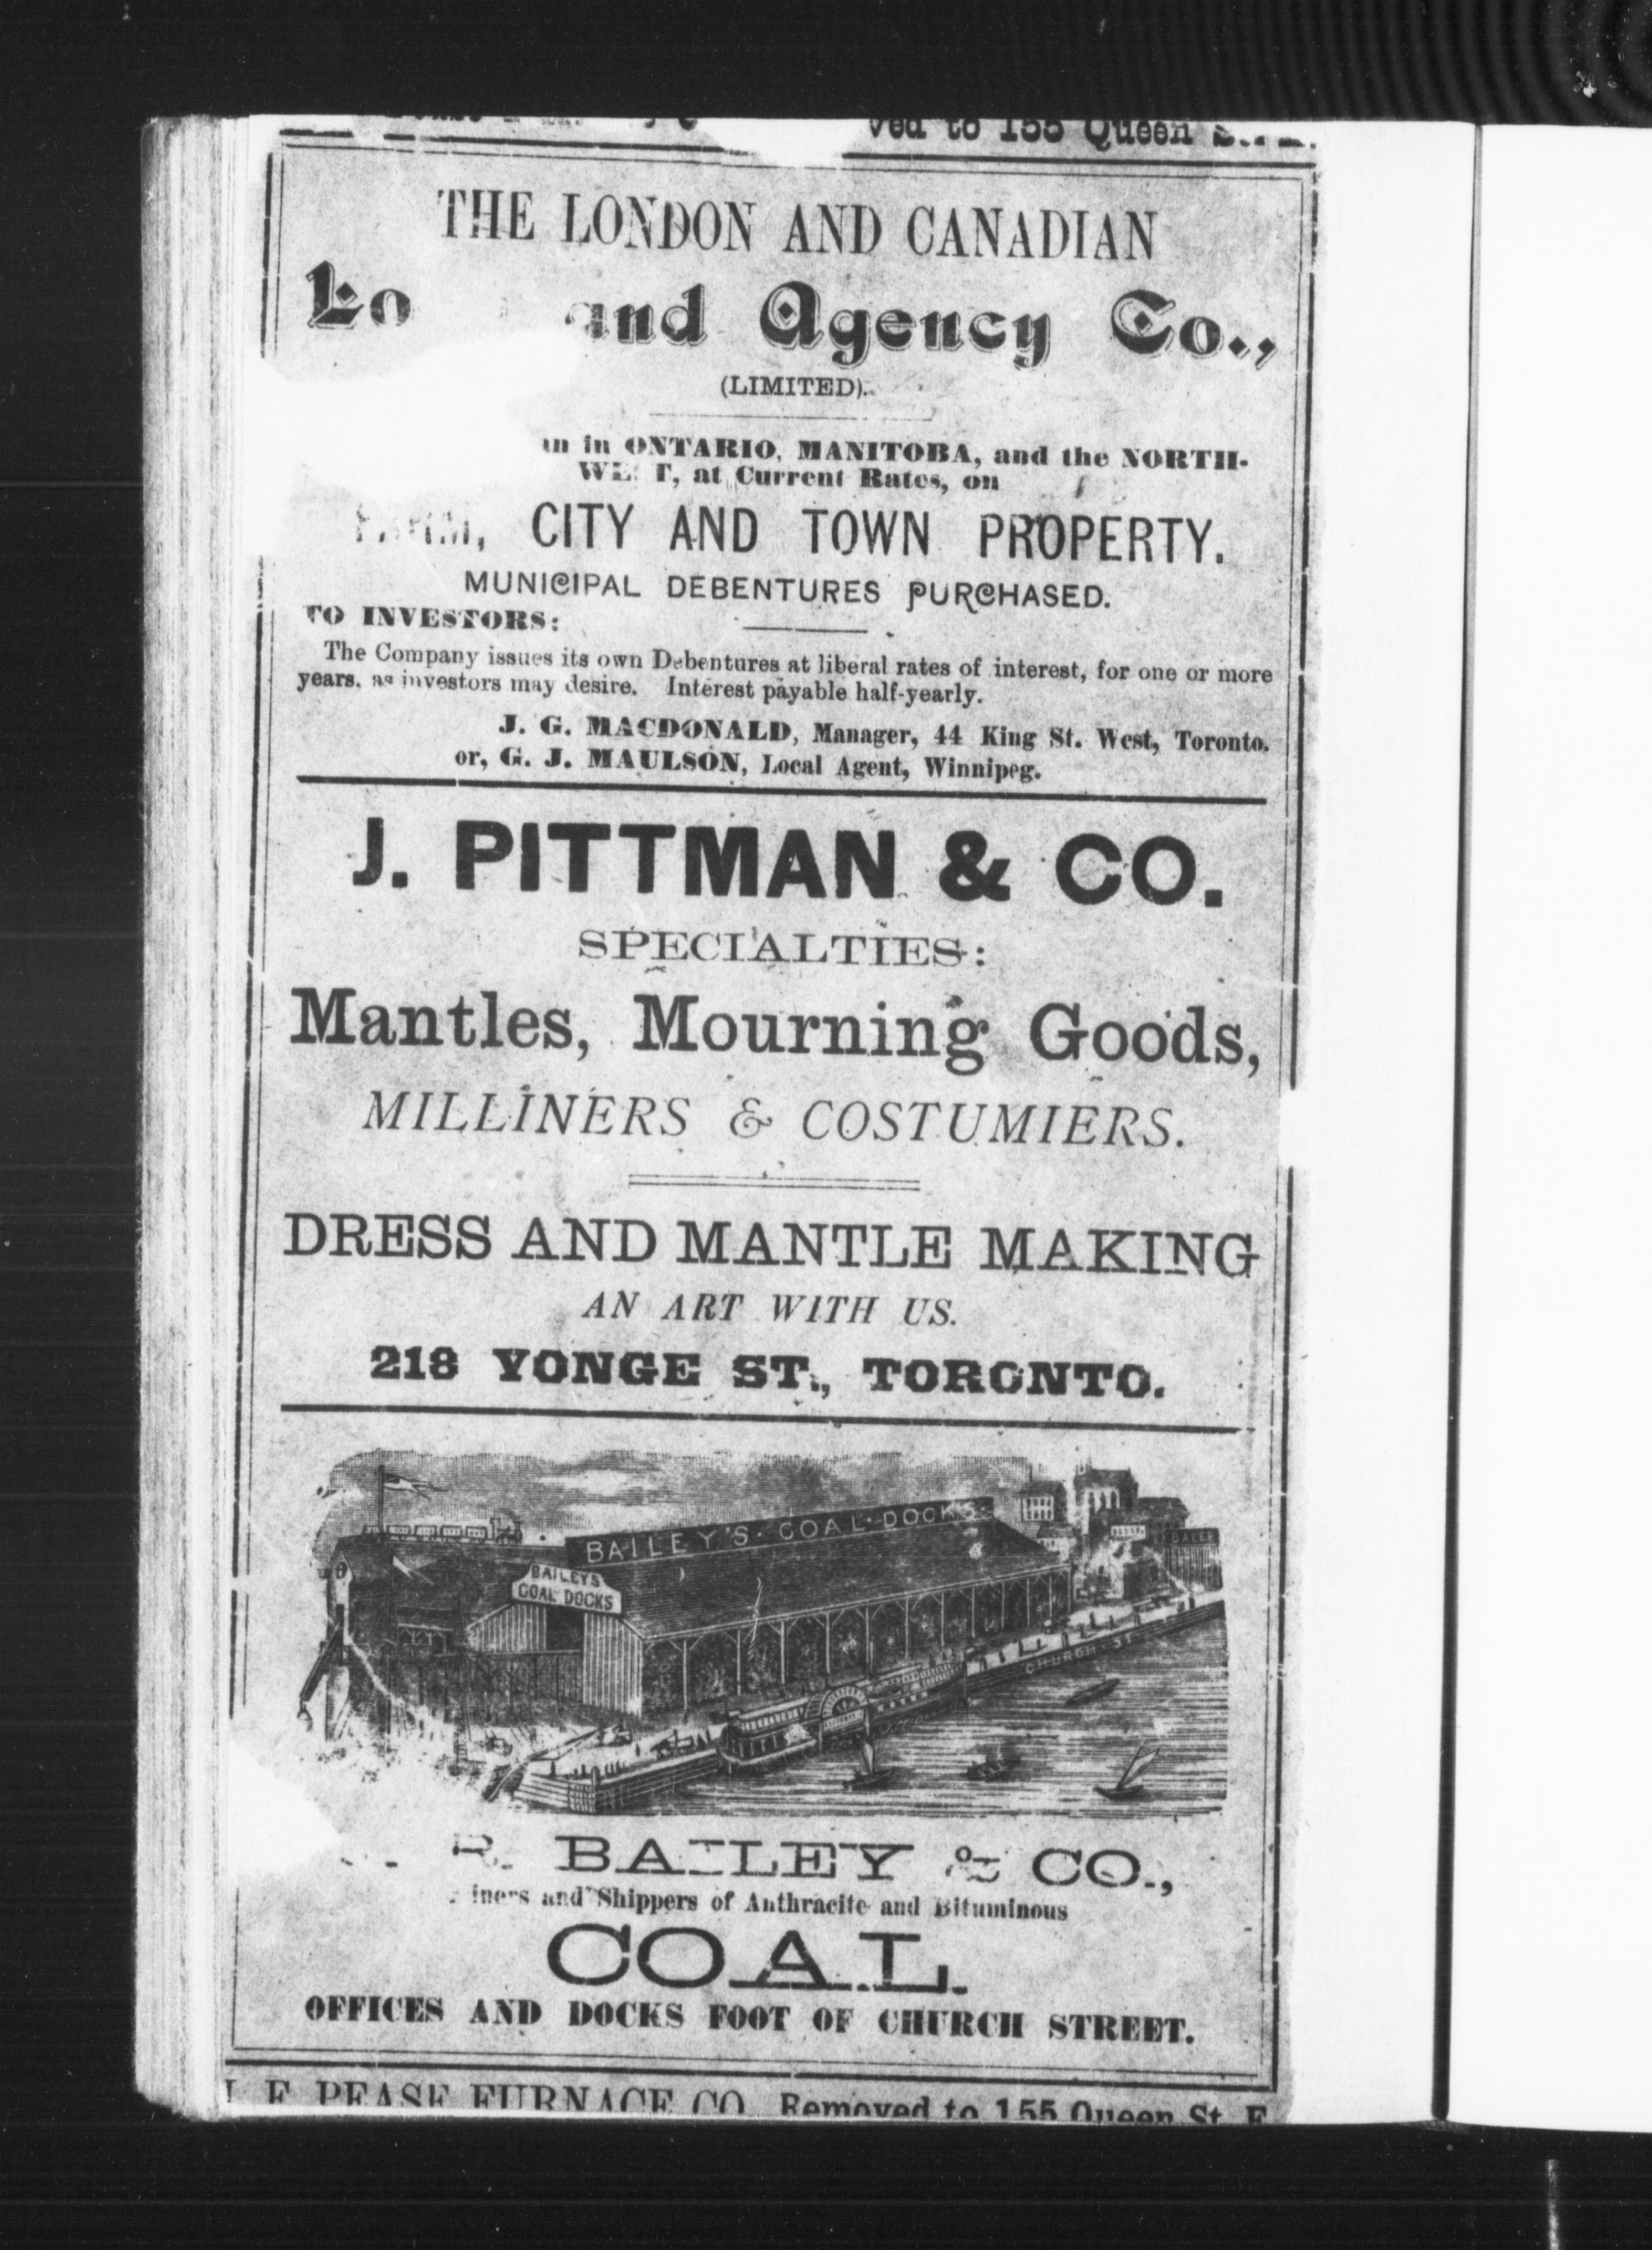 to 155 Queen
THE LONDON AND CANADIAN
and Agency Co.,
(LIMITED).
in ONTARIO, MANITOBA, and the NORTH-
at Current Rates, on
CITY AND TOWN PROPERTY.
MUNICIPAL DEBENTURES PURCHASED.
TO INVESTORS:
The Company issues its own Debentures at liberal rates of interest, for one or more
years, as investors may desire. Interest payable half-yearly.
J. G. MACDONALD, Manager, 44 King St. West, Toronto.
or, G. J. MAULSON, Local Agent, Winnipeg.
J. PITTMAN & CO.
SPECIALTIES:
Mantles, Mourning Goods,
MILLINERS & COSTUMIERS.
DRESS AND MANTLE MAKING
AN ART WITH US.
218 YONGE ST., TORONTO.
BAILEY'S COAL DOCKS
BAILEYS
COAL DOCKS
CHURCH ST
R. BAILEY & CO.,
and Shippers of Anthracite and Bituminous
COAL.
OFFICES AND DOCKS FOOT OF CHURCH STREET.
PEASE FURNACE CO. Removed to 155 Queen St. E